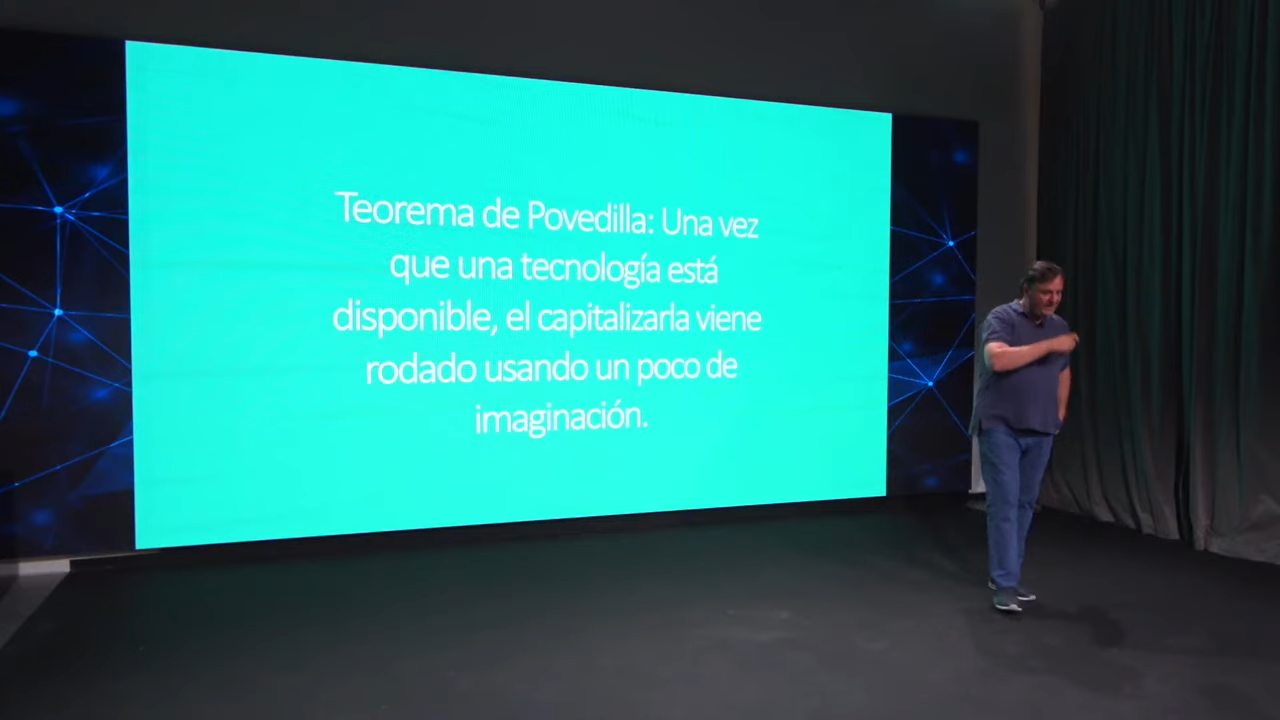 Teorema de Povedilla: Una vez
que una tecnología está
disponible, el capitalizarla viene
rodado usando un poco de
imaginación.